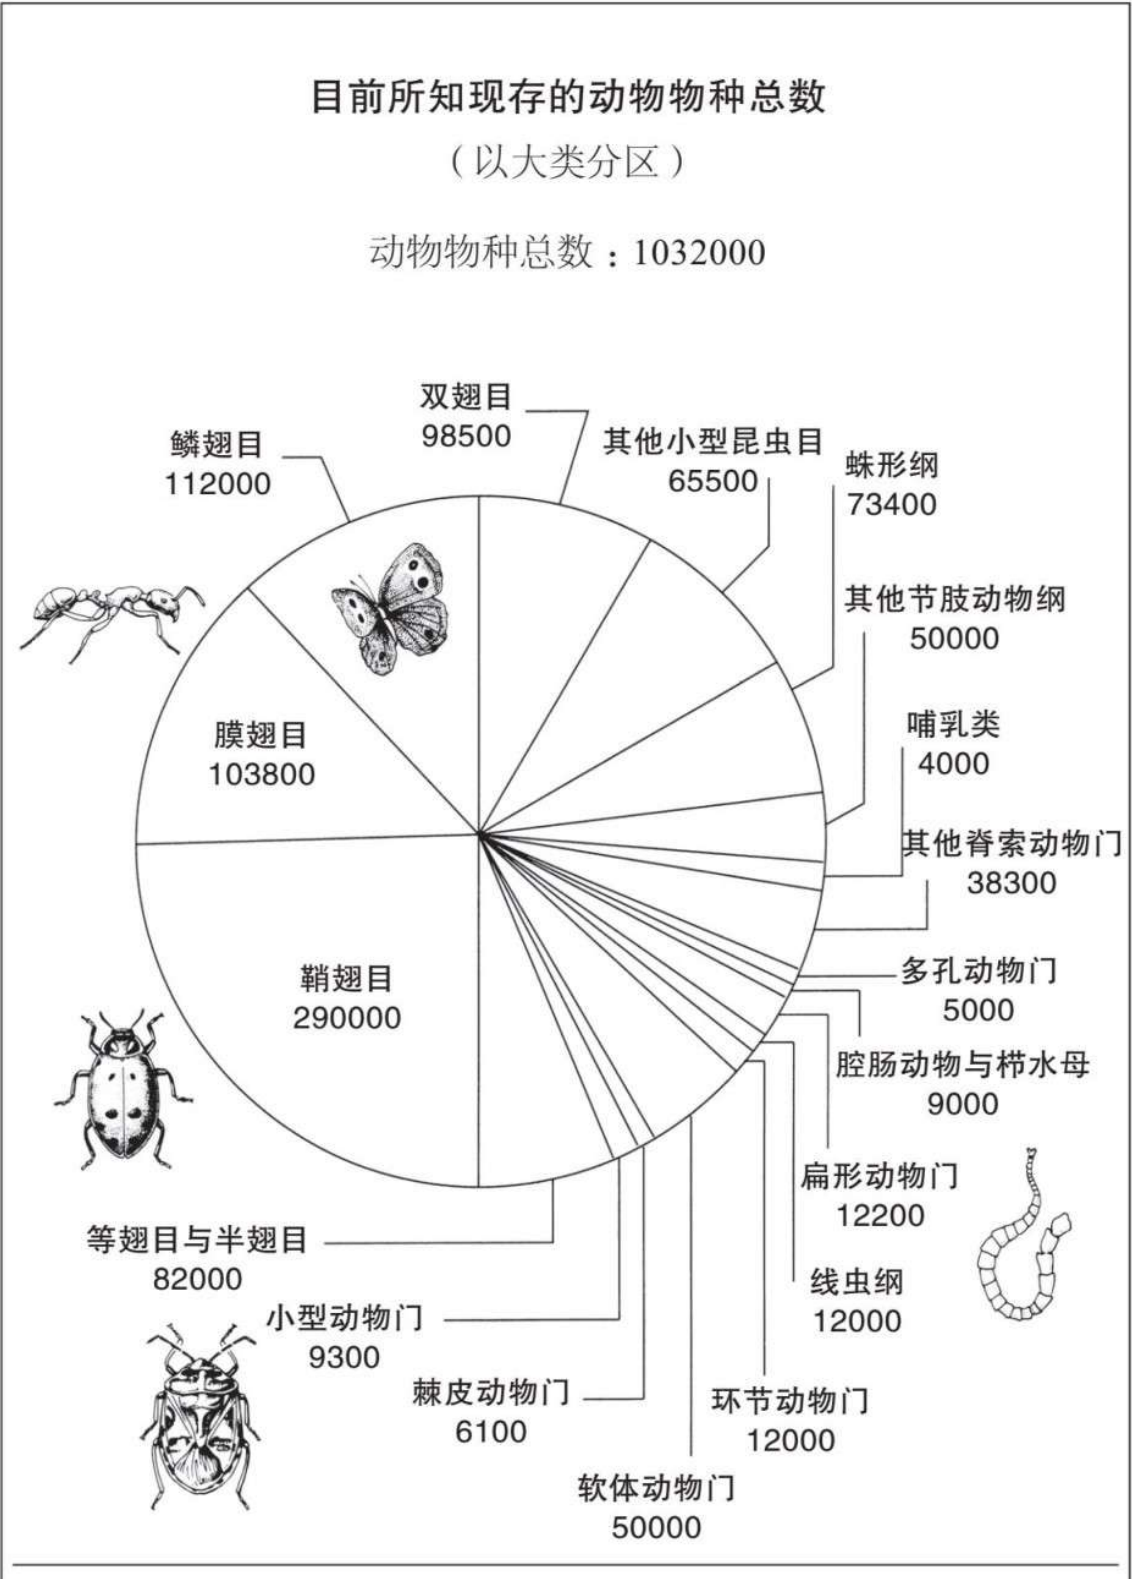 目前所知现存的动物物种总数
（以大类分区）
动物物种总数：1032000
双翅目
98500
其他小型昆虫目
65500
蛛形纲
73400
鳞翅目
112000
其他节肢动物纲
50000
哺乳类
4000
膜翅目
103800
其他脊索动物门
38300
鞘翅目
290000
多孔动物门
5000
腔肠动物与栉水母
9000
扁形动物门
12200
等翅目与半翅目
82000
线虫纲
12000
小型动物门
9300
棘皮动物门
6100
环节动物门
12000
软体动物门
50000